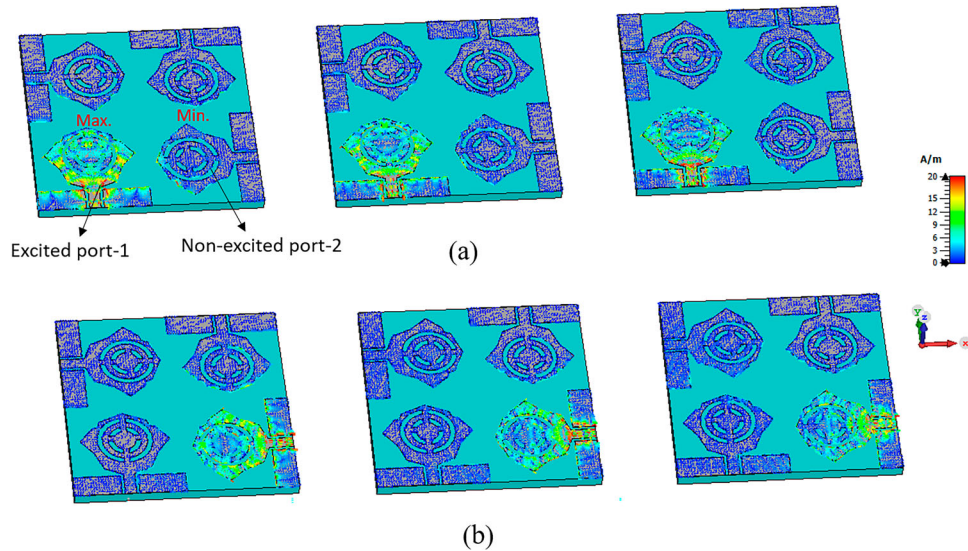 Max.
Min.
Excited port-1
Non-excited port-2
(a)
A/m
20
15
12
9
6
3
0
(b)
y
z
x